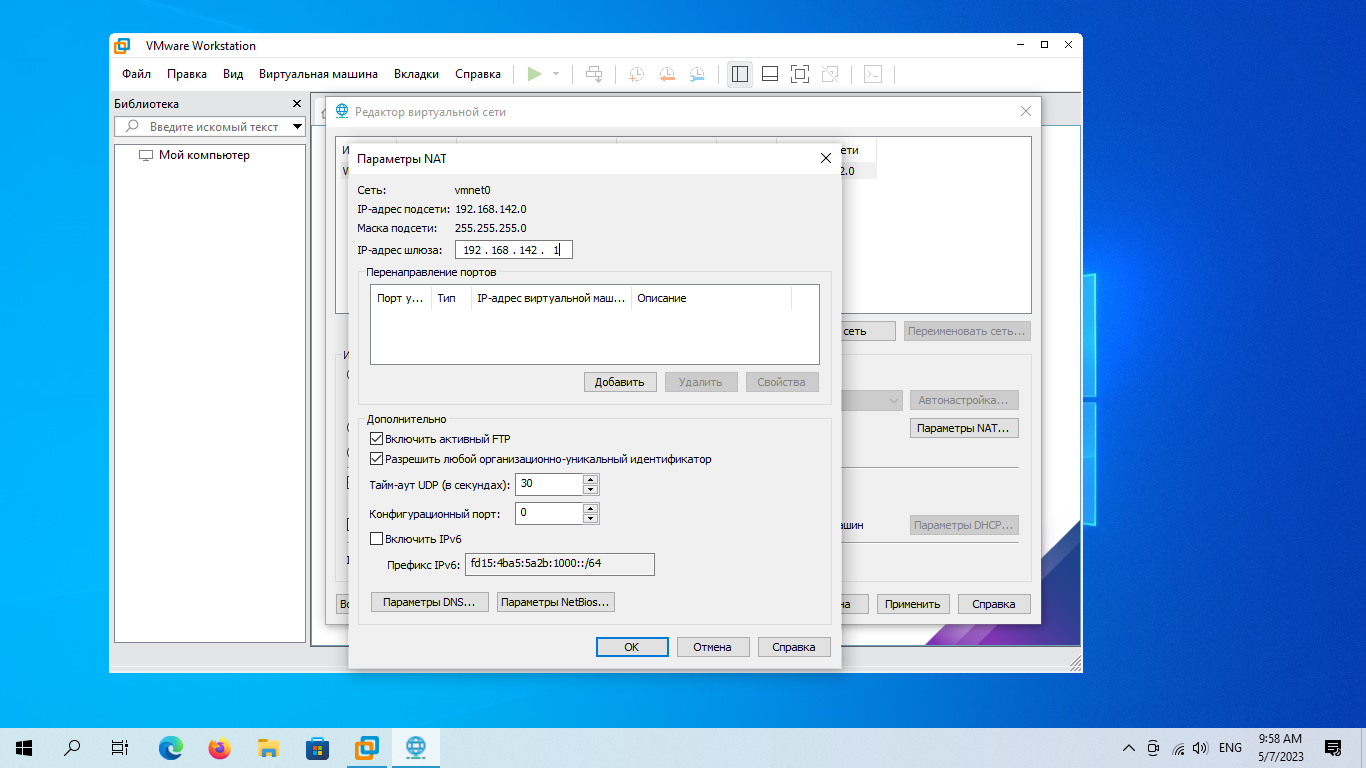 VMware Workstation
Файл Правка Вид Виртуальная машина Вкладки Справка
Библиотека
Введите искомый текст
Мой компьютер
Редактор виртуальной сети
Параметры NAT
Сеть: vmnet0
IP-адрес подсети: 192.168.142.0
Маска подсети: 255.255.255.0
IP-адрес шлюза: 192 . 168 . 142 . 1
Перенаправление портов
Порт у... Тип IP-адрес виртуальной маш... Описание
Добавить Удалить Свойства
Дополнительно
Включить активный FTP
Разрешить любой организационно-уникальный идентификатор
Тайм-аут UDP (в секундах): 30
Конфигурационный порт: 0
Включить IPv6
Префикс IPv6: fd15:4ba5:5a2b:1000::/64
Параметры DNS... Параметры NetBios...
OK Отмена Справка
ети
2.0
сеть Переименовать сеть...
Автонастройка...
Параметры NAT...
ашин Параметры DHCP...
на Применить Справка
ENG
9:58 AM
5/7/2023